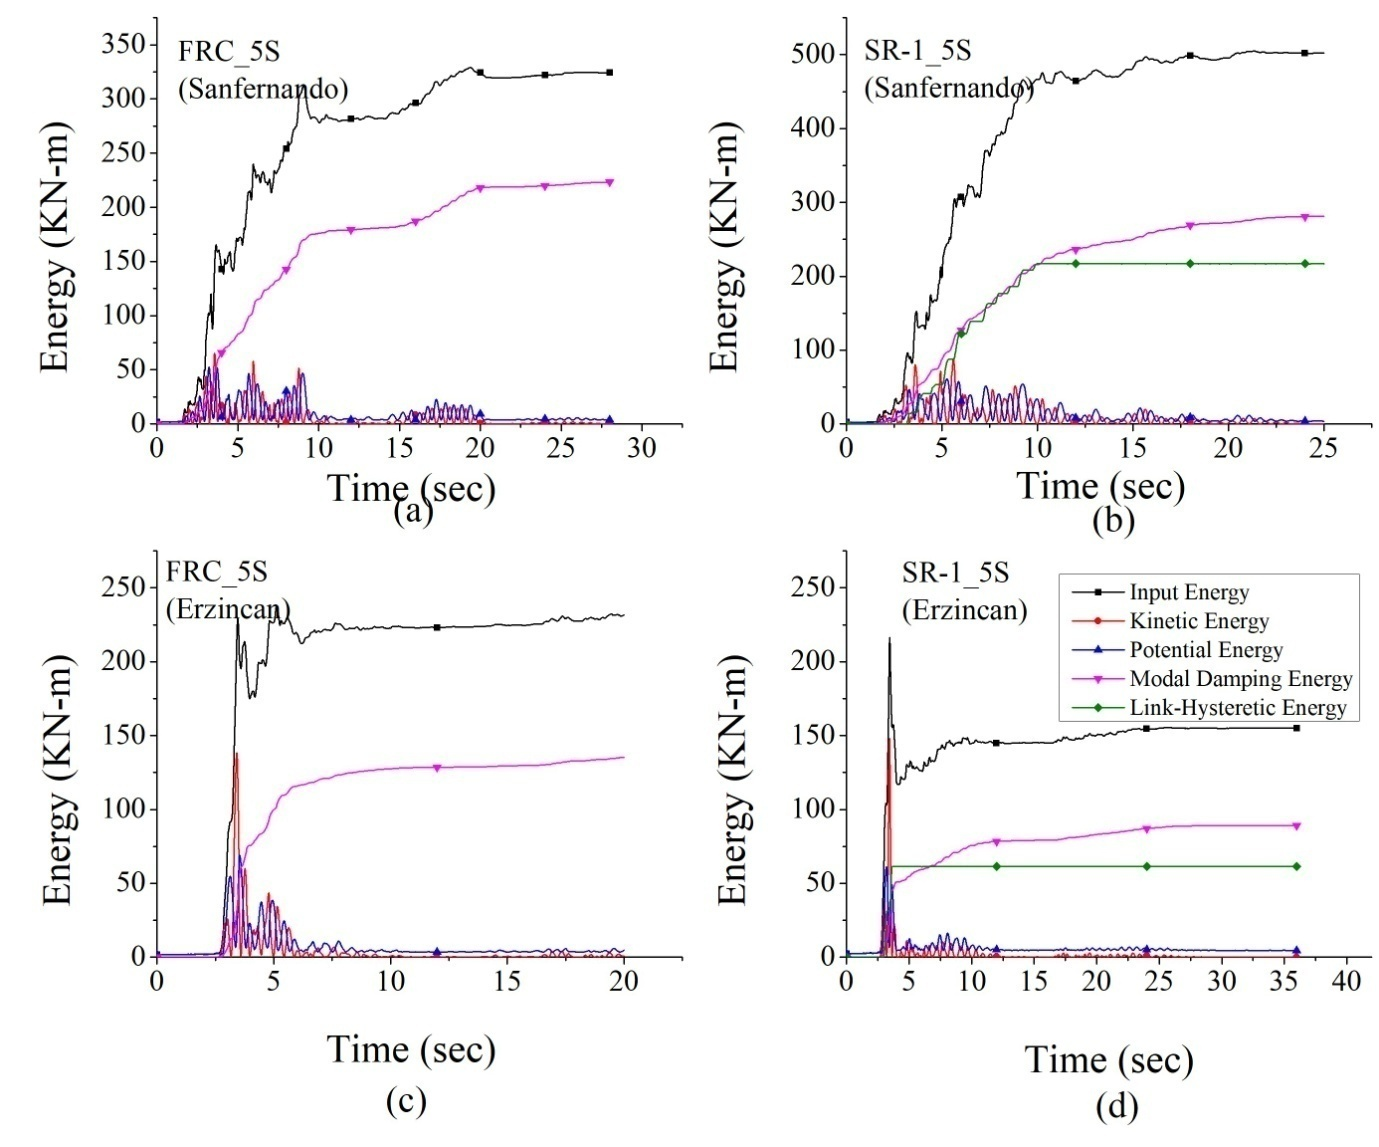 FRC_5S
(Sanfernando)
Energy (KN-m)
350
300
250
200
150
100
50
0
0 5 10 15 20 25 30
Time (sec)
(a)
SR-1_5S
(Sanfernando)
Energy (KN-m)
500
400
300
200
100
0
0 5 10 15 20 25
Time (sec)
(b)
FRC_5S
(Erzincan)
Energy (KN-m)
250
200
150
100
50
0
0 5 10 15 20
Time (sec)
(c)
SR-1_5S
(Erzincan)
Input Energy
Kinetic Energy
Potential Energy
Modal Damping Energy
Link-Hysteretic Energy
Energy (KN-m)
250
200
150
100
50
0
0 5 10 15 20 25 30 35 40
Time (sec)
(d)